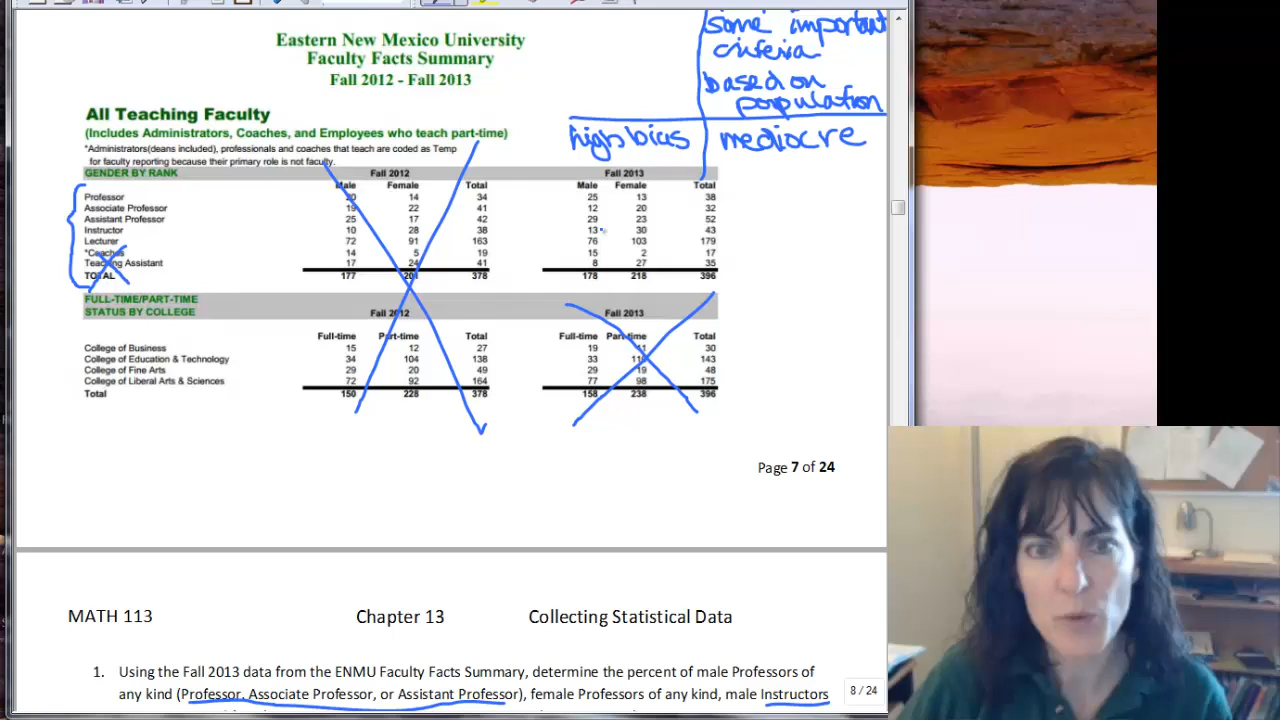 some important
criteria
based on
population
high bias mediocre
Eastern New Mexico University
Faculty Facts Summary
Fall 2012 - Fall 2013
All Teaching Faculty
(Includes Administrators, Coaches, and Employees who teach part-time)
*Administrators(deans included), professionals and coaches that teach are coded as Temp
for faculty reporting because their primary role is not faculty.
GENDER BY RANK Fall 2012 Fall 2013
Male Female Total Male Female Total
Professor 20 14 34 25 13 38
Associate Professor 19 22 41 12 20 32
Assistant Professor 25 17 42 29 23 52
Instructor 10 28 38 13 30 43
Lecturer 72 91 163 76 103 179
*Coaches 14 5 19 15 2 17
Teaching Assistant 17 24 41 8 27 35
TOTAL 177 201 378 178 218 396
FULL-TIME/PART-TIME
STATUS BY COLLEGE Fall 2012 Fall 2013
Full-time Part-time Total Full-time Part-time Total
College of Business 15 12 27 19 11 30
College of Education & Technology 34 104 138 33 110 143
College of Fine Arts 29 20 49 29 19 48
College of Liberal Arts & Sciences 72 92 164 77 98 175
Total 150 228 378 158 238 396
Page 7 of 24
MATH 113 Chapter 13 Collecting Statistical Data
1. Using the Fall 2013 data from the ENMU Faculty Facts Summary, determine the percent of male Professors of
any kind (Professor, Associate Professor, or Assistant Professor), female Professors of any kind, male Instructors
8 / 24